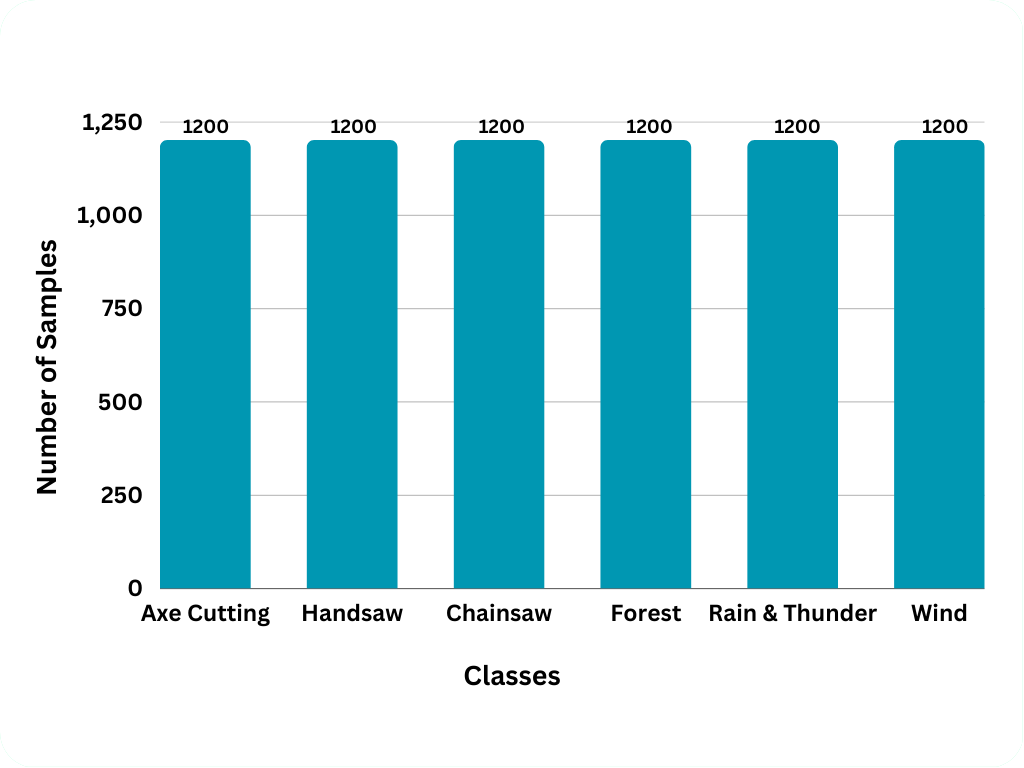 1200 1200 1200 1200 1200 1200
1,250
1,000
750
500
250
0
Number of Samples
Axe Cutting Handsaw Chainsaw Forest Rain & Thunder Wind
Classes